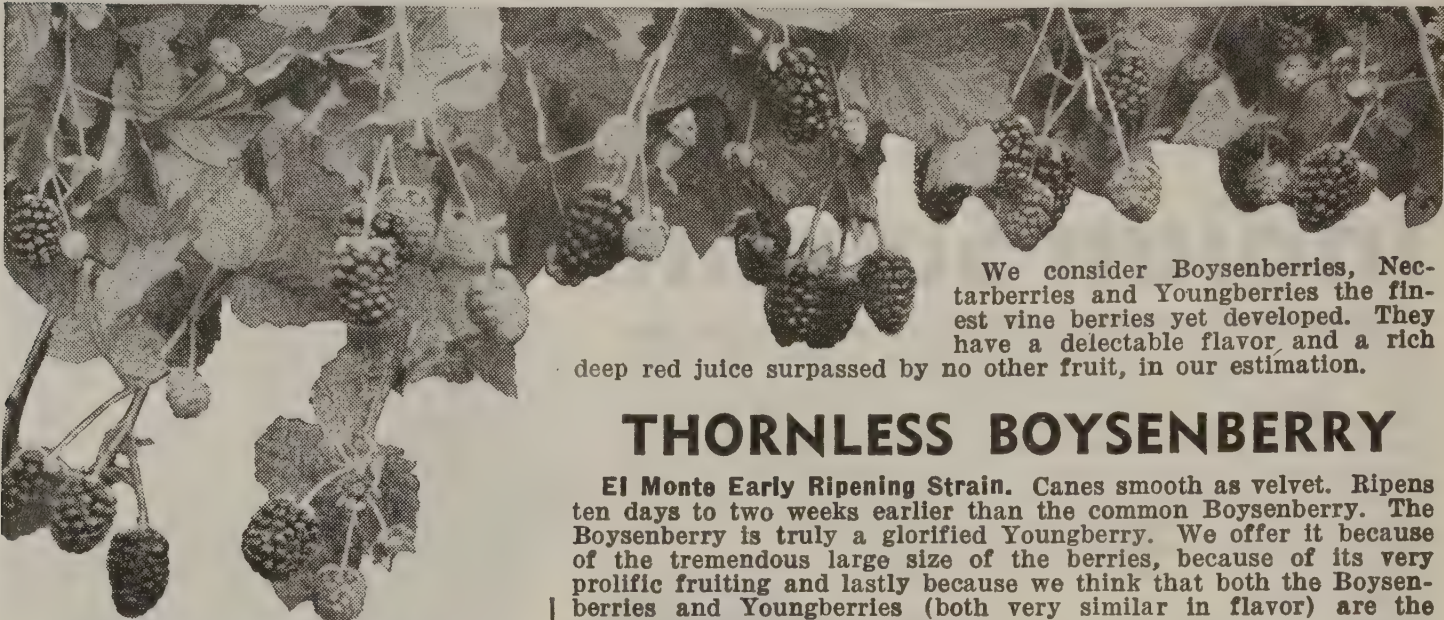 We consider Boysenberries, Nec-
tarberries and Youngberries the fin-
est vine berries yet developed. They
have a delectable flavor and a rich
deep red juice surpassed by no other fruit, in our estimation.
THORNLESS BOYSENBERRY
El Monte Early Ripening Strain. Canes smooth as velvet. Ripens
ten days to two weeks earlier than the common Boysenberry. The
Boysenberry is truly a glorified Youngberry. We offer it because
of the tremendous large size of the berries, because of its very
prolific fruiting and lastly because we think that both the Boysen-
berries and Youngberries (both very similar in flavor) are the